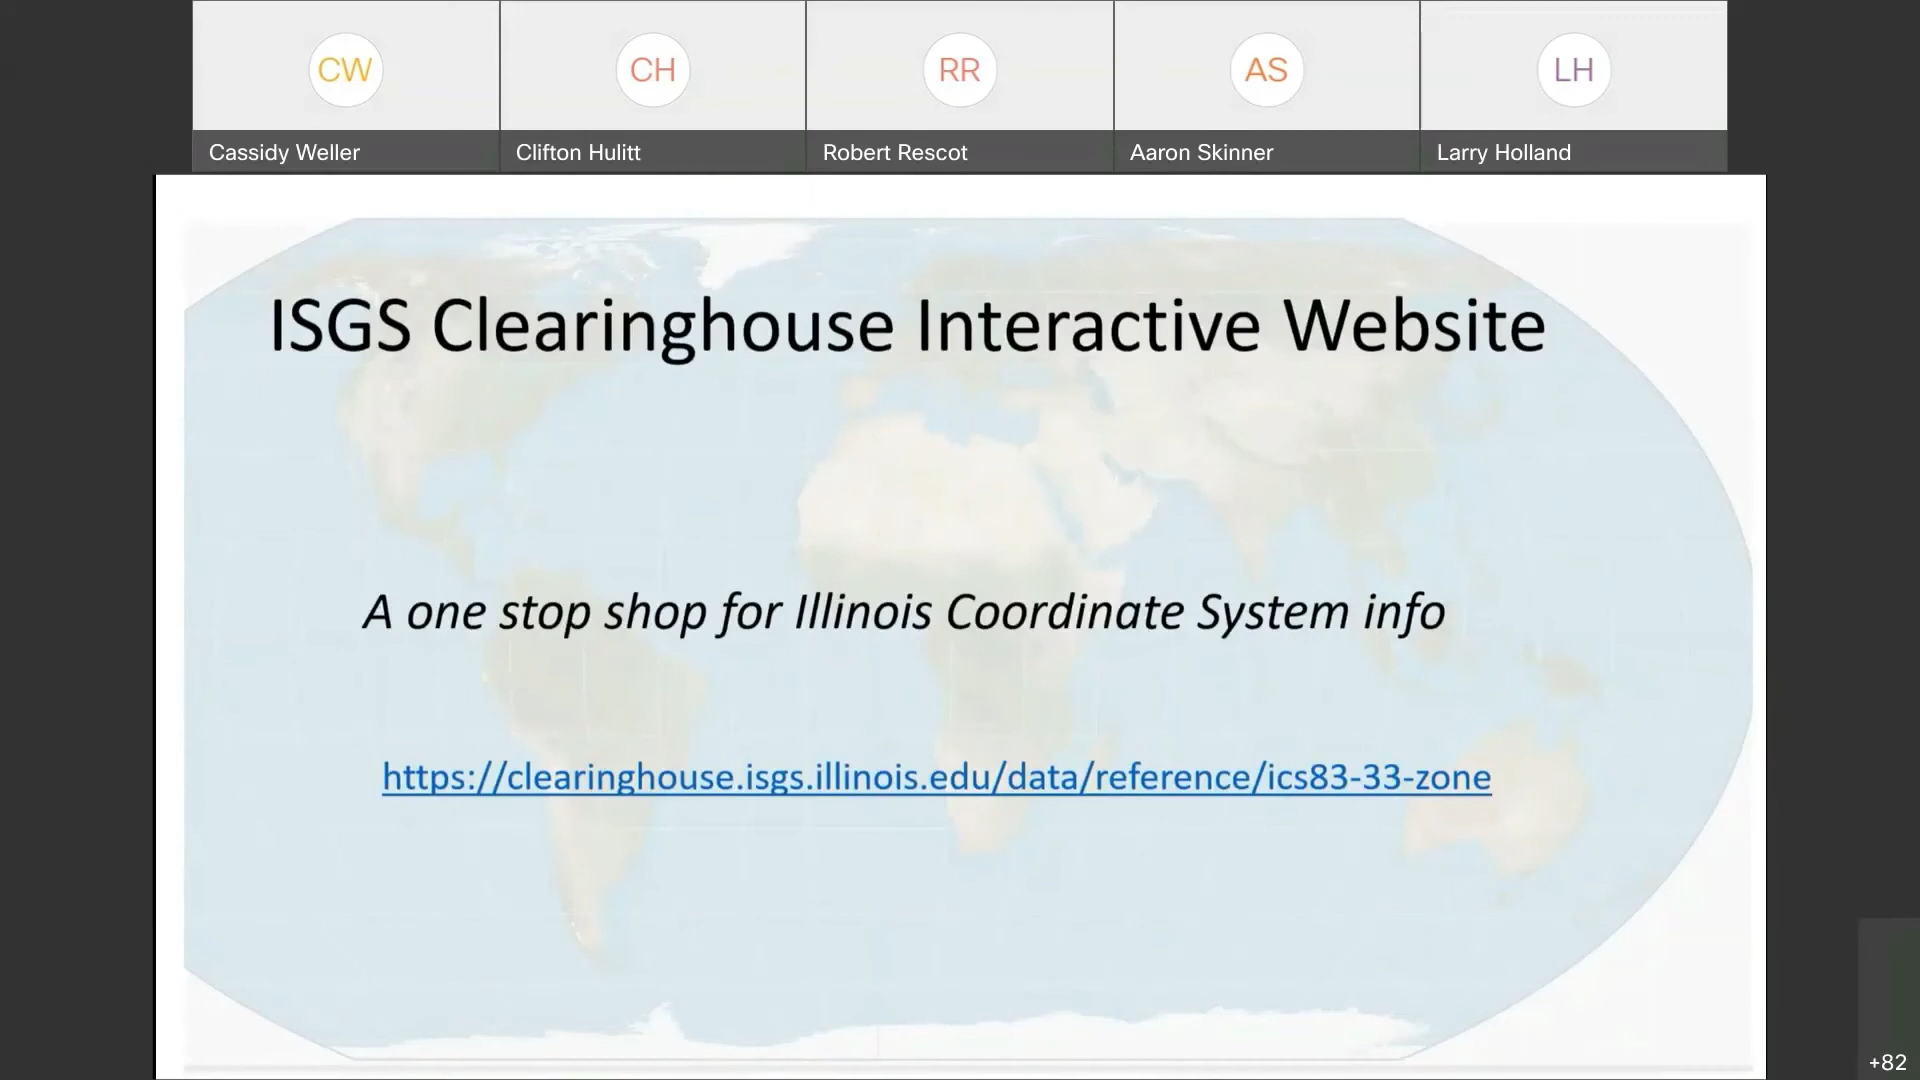 CW
CH
RR
AS
LH
Cassidy Weller
Clifton Hulitt
Robert Rescot
Aaron Skinner
Larry Holland
ISGS Clearinghouse Interactive Website
A one stop shop for Illinois Coordinate System info
https://clearinghouse.isgs.illinois.edu/data/reference/ics83-33-zone
+82